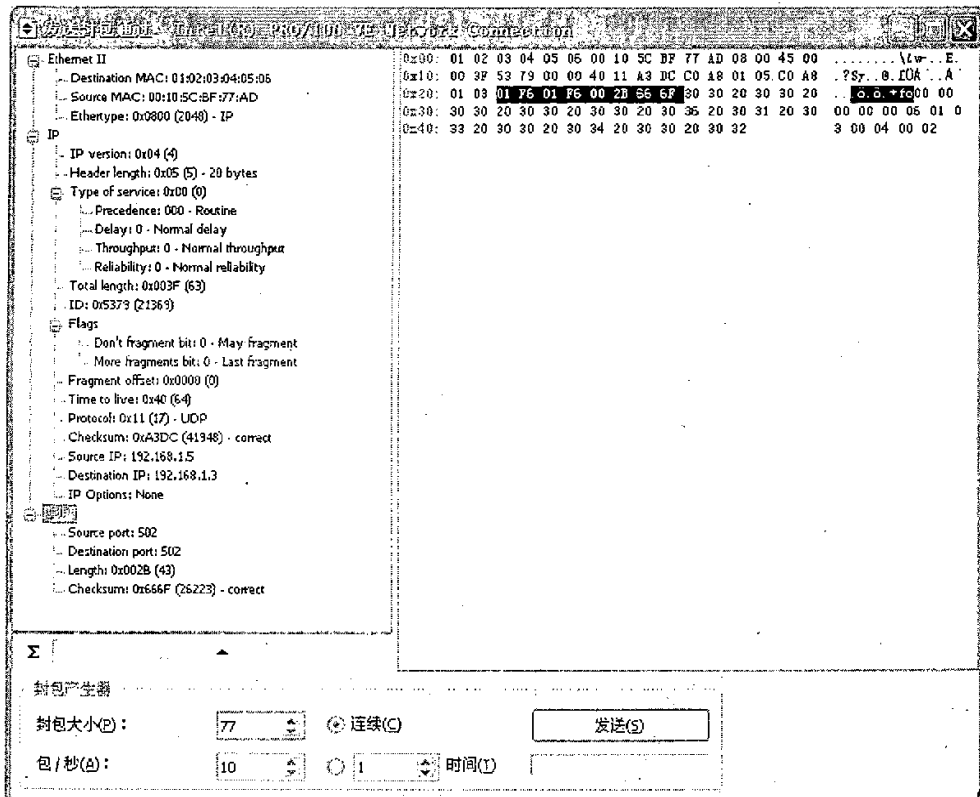 Intel(R) PRO/100 VE Network Connection
Ethernet II
Destination MAC: 01:02:03:04:05:06
Source MAC: 00:10:5C:BF:77:AD
Ethertype: 0x0800 (2048) - IP
IP
IP version: 0x04 (4)
Header length: 0x05 (5) - 20 bytes
Type of service: 0x00 (0)
Precedence: 000 - Routine
Delay: 0 - Normal delay
Throughput: 0 - Normal throughput
Reliability: 0 - Normal reliability
Total length: 0x003F (63)
ID: 0x5379 (21369)
Flags
Don't fragment bit: 0 - May fragment
More fragments bit: 0 - Last fragment
Fragment offset: 0x0000 (0)
Time to live: 0x40 (64)
Protocol: 0x11 (17) - UDP
Checksum: 0xA3DC (41948) - correct
Source IP: 192.168.1.5
Destination IP: 192.168.1.3
IP Options: None
Source port: 502
Destination port: 502
Length: 0x002B (43)
Checksum: 0x666F (26223) - correct
0x00: 01 02 03 04 05 06 00 10 5C BF 77 AD 08 00 45 00
0x10: 00 3F 53 79 00 00 40 11 A3 DC C0 A8 01 05 C0 A8
0x20: 01 03 01 F6 01 F6 00 2B 66 6F 30 30 20 30 30 20
0x30: 30 30 20 30 30 20 30 30 20 30 36 20 30 31 20 30 00 00 00 06 01 0
0x40: 33 20 30 30 20 30 34 20 30 30 20 30 32 3 00 04 00 02
Σ
封包产生器
封包大小(P): 77 连续(C) 发送(S)
包/秒(A): 10 1 时间(T)